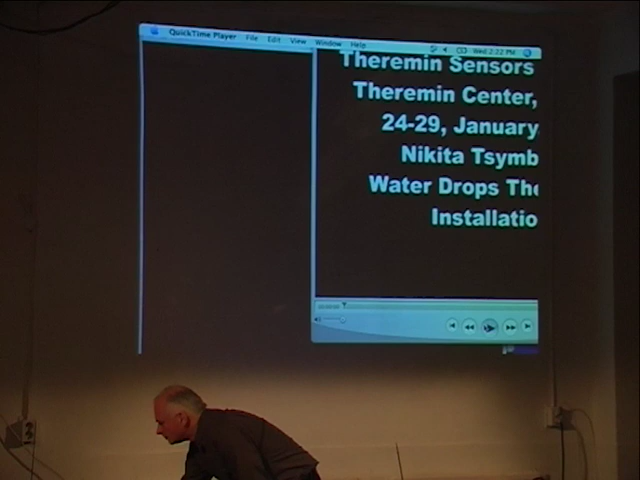 QuickTime Player File Edit View Window Help Wed 2:22 PM
Theremin Sensors
Theremin Center,
24-29, January
Nikita Tsymb
Water Drops The
Installatio